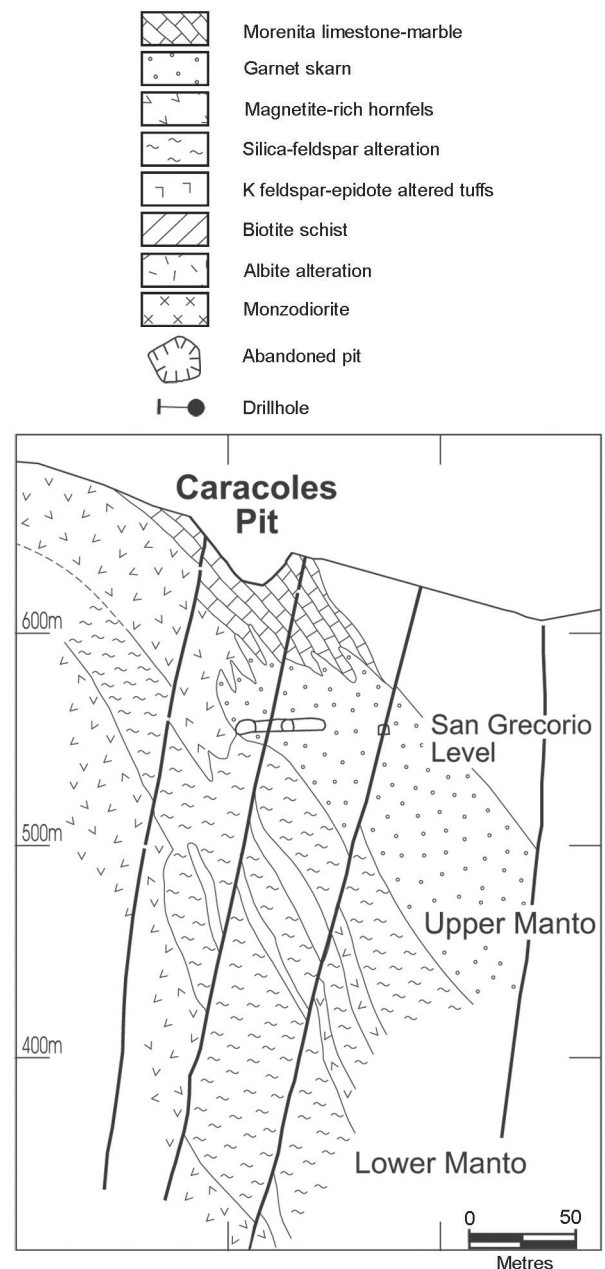 Morenita limestone-marble
Garnet skarn
Magnetite-rich hornfels
Silica-feldspar alteration
K feldspar-epidote altered tuffs
Biotite schist
Albite alteration
Monzodiorite
Abandoned pit
Drillhole
Caracoles
Pit
600m
San Grecorio
Level
500m
Upper Manto
400m
Lower Manto
0 50
Metres